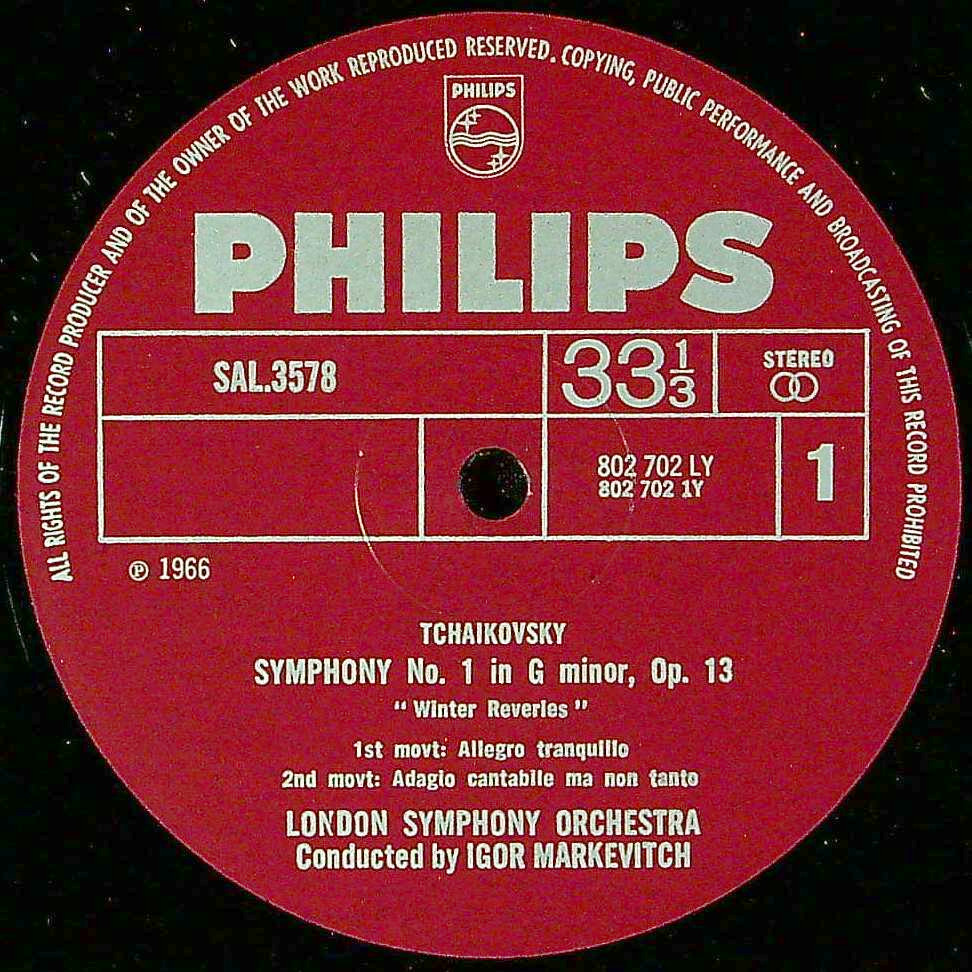 ALL RIGHTS OF THE RECORD PRODUCER AND OF THE OWNER OF THE WORK REPRODUCED RESERVED. COPYING, PUBLIC PERFORMANCE AND BROADCASTING OF THIS RECORD PROHIBITED
PHILIPS
PHILIPS
SAL.3578
33 1/3
STEREO
802 702 LY
802 702 1Y
1
℗ 1966
TCHAIKOVSKY
SYMPHONY No. 1 in G minor, Op. 13
"Winter Reveries"
1st movt: Allegro tranquillo
2nd movt: Adagio cantabile ma non tanto
LONDON SYMPHONY ORCHESTRA
Conducted by IGOR MARKEVITCH